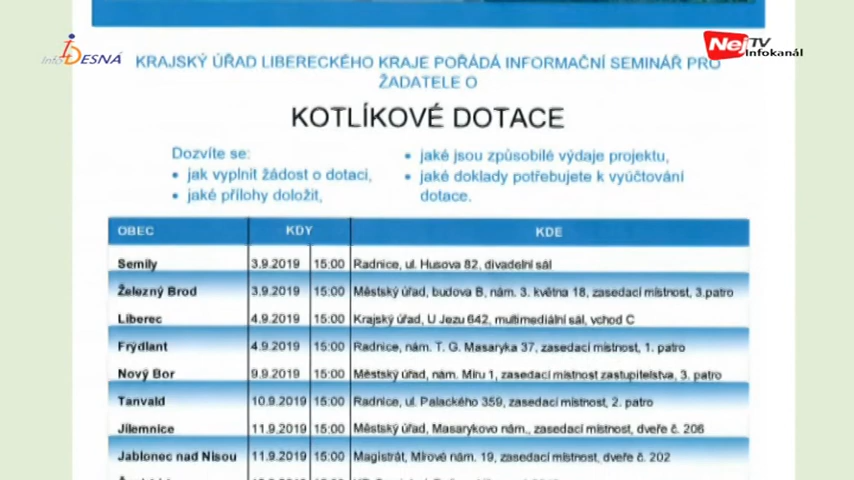 Info DESNÁ
Nej TV
Infokanál
KRAJSKÝ ÚŘAD LIBERECKÉHO KRAJE POŘÁDÁ INFORMAČNÍ SEMINÁŘ PRO
ŽADATELE O
KOTLÍKOVÉ DOTACE
Dozvíte se:
• jak vyplnit žádost o dotaci,
• jaké přílohy doložit,
• jaké jsou způsobilé výdaje projektu,
• jaké doklady potřebujete k vyúčtování
dotace.
OBEC KDY KDE
Semily 3.9.2019 15:00 Radnice, ul. Husova 82, divadelní sál
Železný Brod 3.9.2019 15:00 Městský úřad, budova B, nám. 3. května 18, zasedací místnost, 3.patro
Liberec 4.9.2019 15:00 Krajský úřad, U Jezu 642, multimediální sál, vchod C
Frýdlant 4.9.2019 15:00 Radnice, nám. T. G. Masaryka 37, zasedací místnost, 1. patro
Nový Bor 9.9.2019 15:00 Městský úřad, nám. Míru 1, zasedací místnost zastupitelstva, 3. patro
Tanvald 10.9.2019 15:00 Radnice, ul. Palackého 359, zasedací místnost, 2. patro
Jilemnice 11.9.2019 15:00 Městský úřad, Masarykovo nám., zasedací místnost, dveře č. 206
Jablonec nad Nisou 11.9.2019 15:00 Magistrát, Mírové nám. 19, zasedací místnost, dveře č. 202